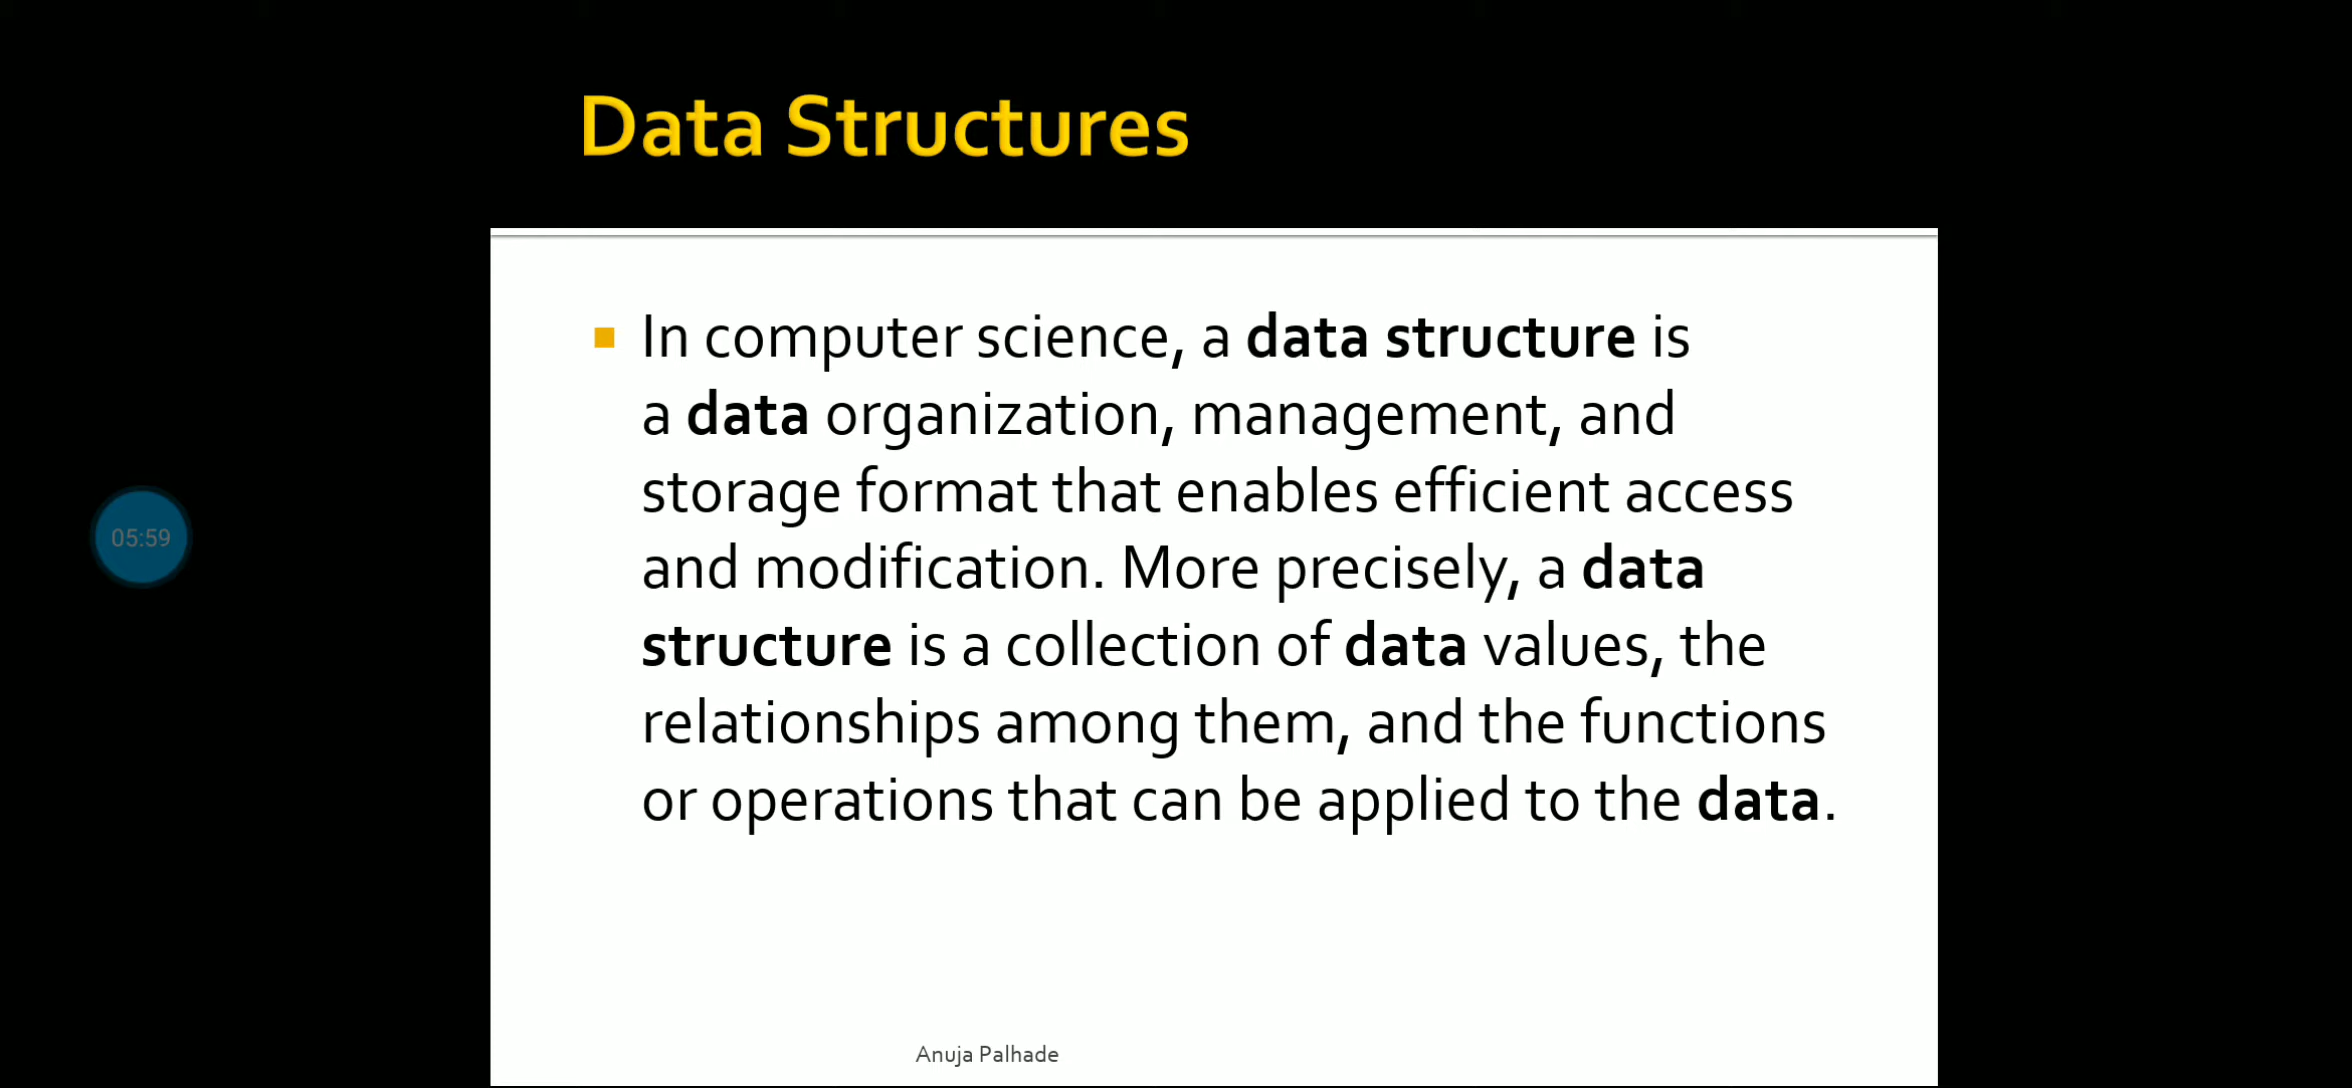 Data Structures
In computer science, a data structure is
a data organization, management, and
storage format that enables efficient access
and modification. More precisely, a data
structure is a collection of data values, the
relationships among them, and the functions
or operations that can be applied to the data.
05:59
Anuja Palhade